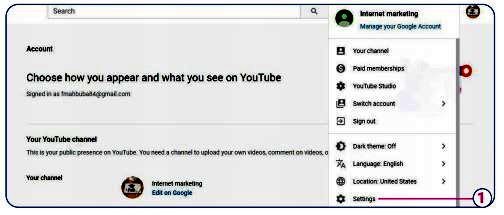 Search
Internet marketing
Manage your Google Account
Account
Choose how you appear and what you see on YouTube
Signed in as fmahbuba84@gmail.com
Your YouTube channel
This is your public presence on YouTube. You need a channel to upload your own videos, comment on videos, o
Your channel
Internet marketing
Edit on Google
Your channel
Paid memberships
YouTube Studio
Switch account
Sign out
Dark theme: Off
Language: English
Location: United States
Settings
1